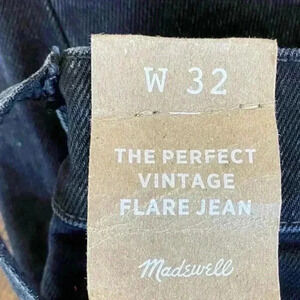 W 32
THE PERFECT
VINTAGE
FLARE JEAN
Madewell